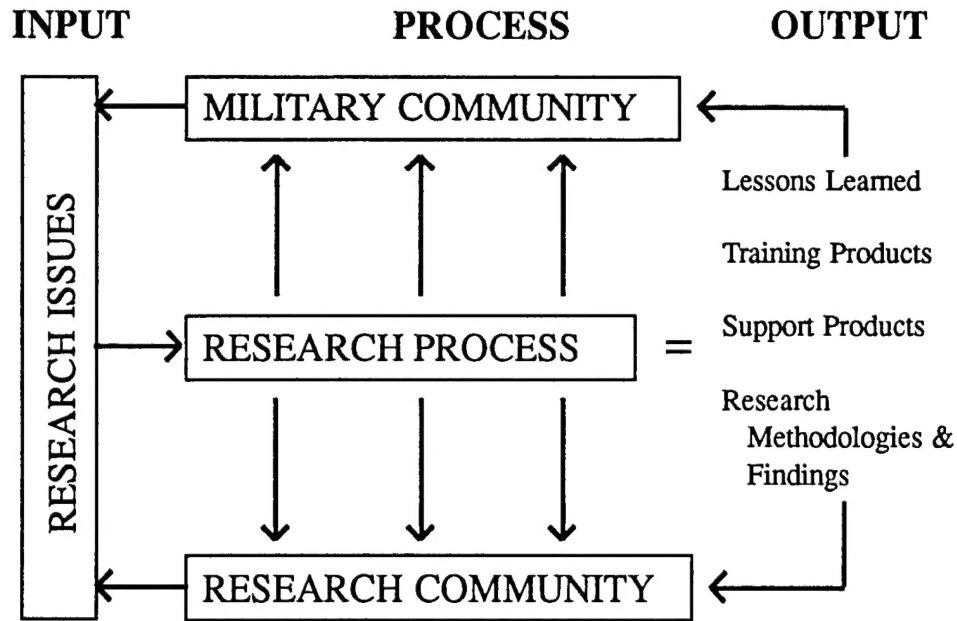 INPUT PROCESS OUTPUT
RESEARCH ISSUES
MILITARY COMMUNITY
Lessons Learned
Training Products
RESEARCH PROCESS = Support Products
Research
Methodologies &
Findings
RESEARCH COMMUNITY